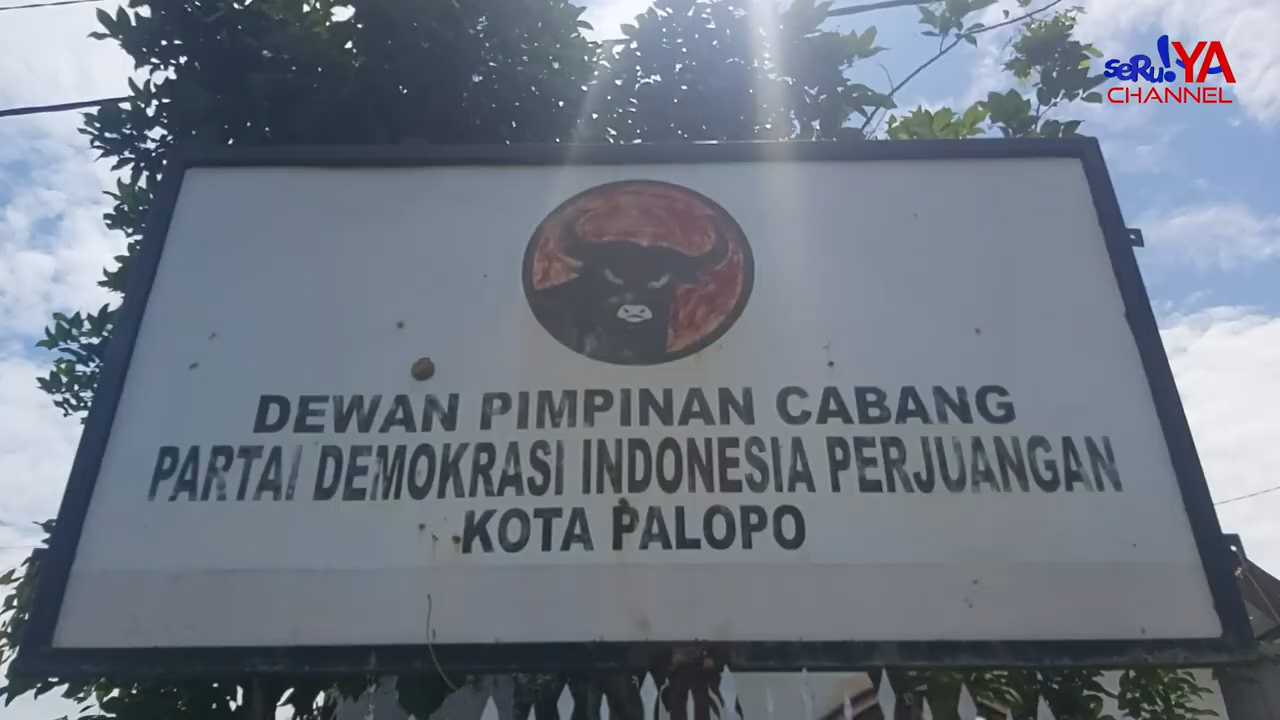 seRu!YA
CHANNEL
DEWAN PIMPINAN CABANG
PARTAI DEMOKRASI INDONESIA PERJUANGAN
KOTA PALOPO